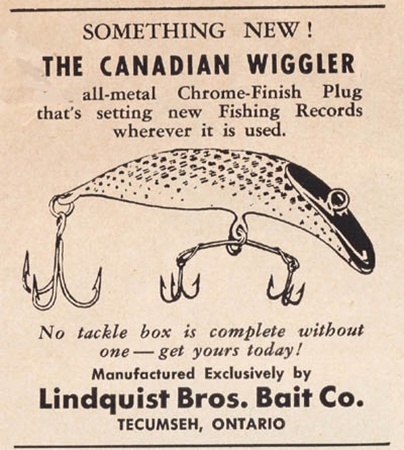 SOMETHING NEW!
THE CANADIAN WIGGLER
all-metal Chrome-Finish Plug
that's setting new Fishing Records
wherever it is used.
No tackle box is complete without
one — get yours today!
Manufactured Exclusively by
Lindquist Bros. Bait Co.
TECUMSEH, ONTARIO